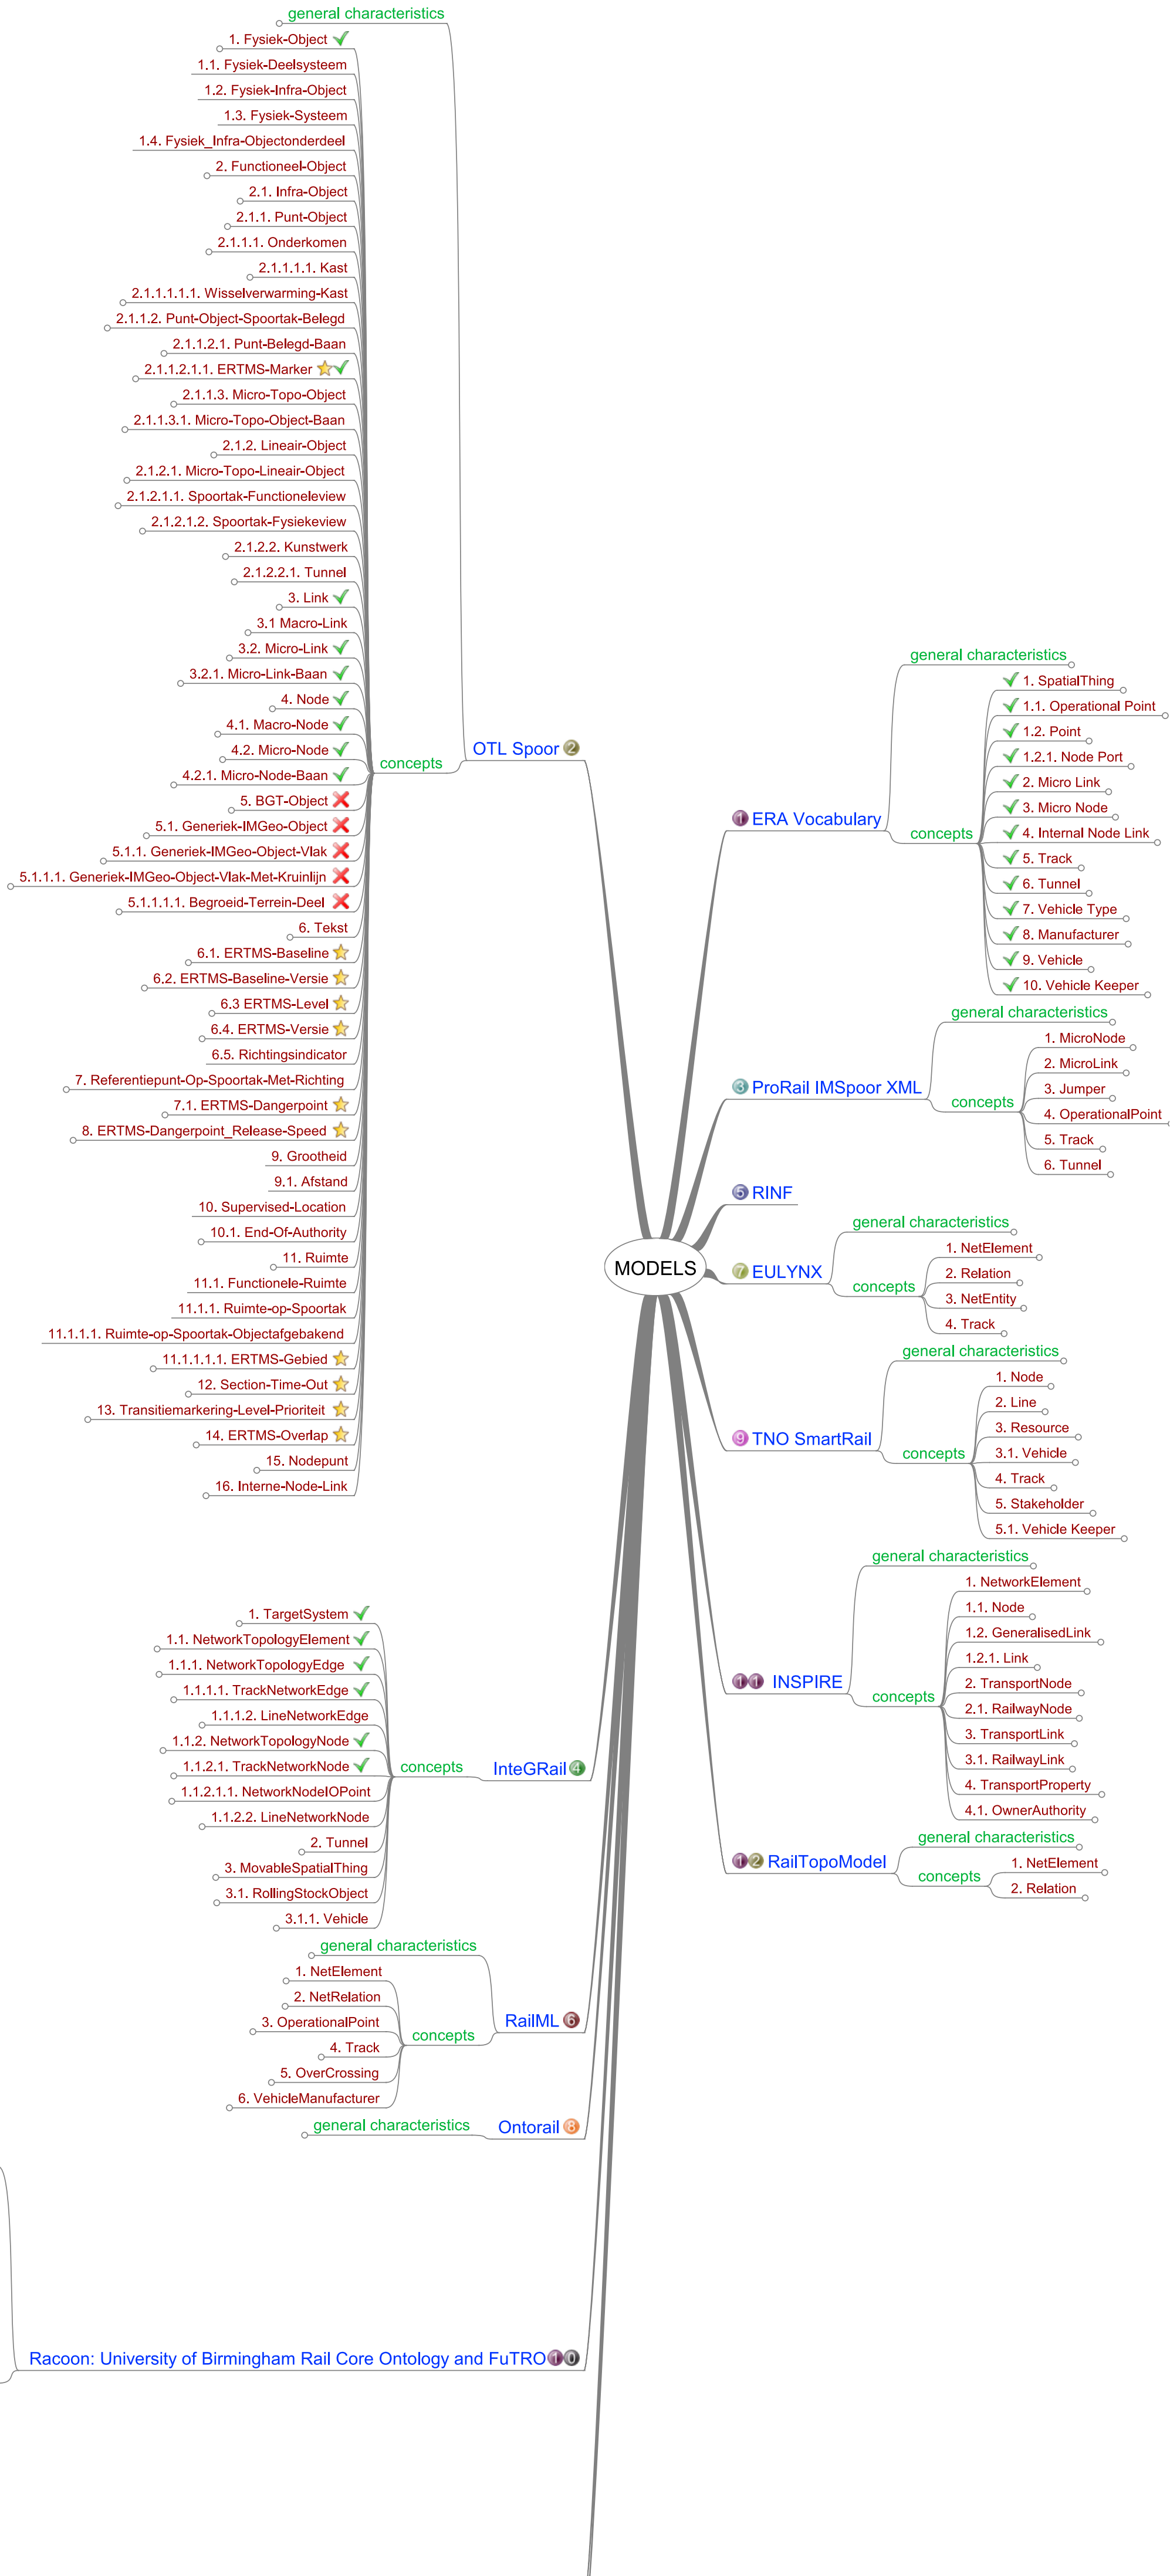 general characteristics
1. Fysiek-Object
1.1. Fysiek-Deelsysteem
1.2. Fysiek-Infra-Object
1.3. Fysiek-Systeem
1.4. Fysiek_Infra-Objectonderdeel
2. Functioneel-Object
2.1. Infra-Object
2.1.1. Punt-Object
2.1.1.1. Onderkomen
2.1.1.1.1. Kast
2.1.1.1.1.1. Wisselverwarming-Kast
2.1.1.2. Punt-Object-Spoortak-Belegd
2.1.1.2.1. Punt-Belegd-Baan
2.1.1.2.1.1. ERTMS-Marker
2.1.1.3. Micro-Topo-Object
2.1.1.3.1. Micro-Topo-Object-Baan
2.1.2. Lineair-Object
2.1.2.1. Micro-Topo-Lineair-Object
2.1.2.1.1. Spoortak-Functioneleview
2.1.2.1.2. Spoortak-Fysiekeview
2.1.2.2. Kunstwerk
2.1.2.2.1. Tunnel
3. Link
3.1 Macro-Link
3.2. Micro-Link
3.2.1. Micro-Link-Baan
4. Node
4.1. Macro-Node
4.2. Micro-Node
4.2.1. Micro-Node-Baan
5. BGT-Object
5.1. Generiek-IMGeo-Object
5.1.1. Generiek-IMGeo-Object-Vlak
5.1.1.1. Generiek-IMGeo-Object-Vlak-Met-Kruinlijn
5.1.1.1.1. Begroeid-Terrein-Deel
6. Tekst
6.1. ERTMS-Baseline
6.2. ERTMS-Baseline-Versie
6.3 ERTMS-Level
6.4. ERTMS-Versie
6.5. Richtingsindicator
7. Referentiepunt-Op-Spoortak-Met-Richting
7.1. ERTMS-Dangerpoint
8. ERTMS-Dangerpoint_Release-Speed
9. Grootheid
9.1. Afstand
10. Supervised-Location
10.1. End-Of-Authority
11. Ruimte
11.1. Functionele-Ruimte
11.1.1. Ruimte-op-Spoortak
11.1.1.1. Ruimte-op-Spoortak-Objectafgebakend
11.1.1.1.1. ERTMS-Gebied
12. Section-Time-Out
13. Transitiemarkering-Level-Prioriteit
14. ERTMS-Overlap
15. Nodepunt
16. Interne-Node-Link
concepts
OTL Spoor 2
1. TargetSystem
1.1. NetworkTopologyElement
1.1.1. NetworkTopologyEdge
1.1.1.1. TrackNetworkEdge
1.1.1.2. LineNetworkEdge
1.1.2. NetworkTopologyNode
1.1.2.1. TrackNetworkNode
1.1.2.1.1. NetworkNodeIOPoint
1.1.2.2. LineNetworkNode
2. Tunnel
3. MovableSpatialThing
3.1. RollingStockObject
3.1.1. Vehicle
concepts
InteGRail 4
general characteristics
1. NetElement
2. NetRelation
3. OperationalPoint
4. Track
5. OverCrossing
6. VehicleManufacturer
concepts
RailML 6
general characteristics
Ontorail 8
Racoon: University of Birmingham Rail Core Ontology and FuTRO 10
MODELS
1 ERA Vocabulary
general characteristics
concepts
1. SpatialThing
1.1. Operational Point
1.2. Point
1.2.1. Node Port
2. Micro Link
3. Micro Node
4. Internal Node Link
5. Track
6. Tunnel
7. Vehicle Type
8. Manufacturer
9. Vehicle
10. Vehicle Keeper
3 ProRail IMSpoor XML
general characteristics
concepts
1. MicroNode
2. MicroLink
3. Jumper
4. OperationalPoint
5. Track
6. Tunnel
5 RINF
7 EULYNX
general characteristics
concepts
1. NetElement
2. Relation
3. NetEntity
4. Track
9 TNO SmartRail
general characteristics
concepts
1. Node
2. Line
3. Resource
3.1. Vehicle
4. Track
5. Stakeholder
5.1. Vehicle Keeper
11 INSPIRE
general characteristics
concepts
1. NetworkElement
1.1. Node
1.2. GeneralisedLink
1.2.1. Link
2. TransportNode
2.1. RailwayNode
3. TransportLink
3.1. RailwayLink
4. TransportProperty
4.1. OwnerAuthority
12 RailTopoModel
general characteristics
concepts
1. NetElement
2. Relation